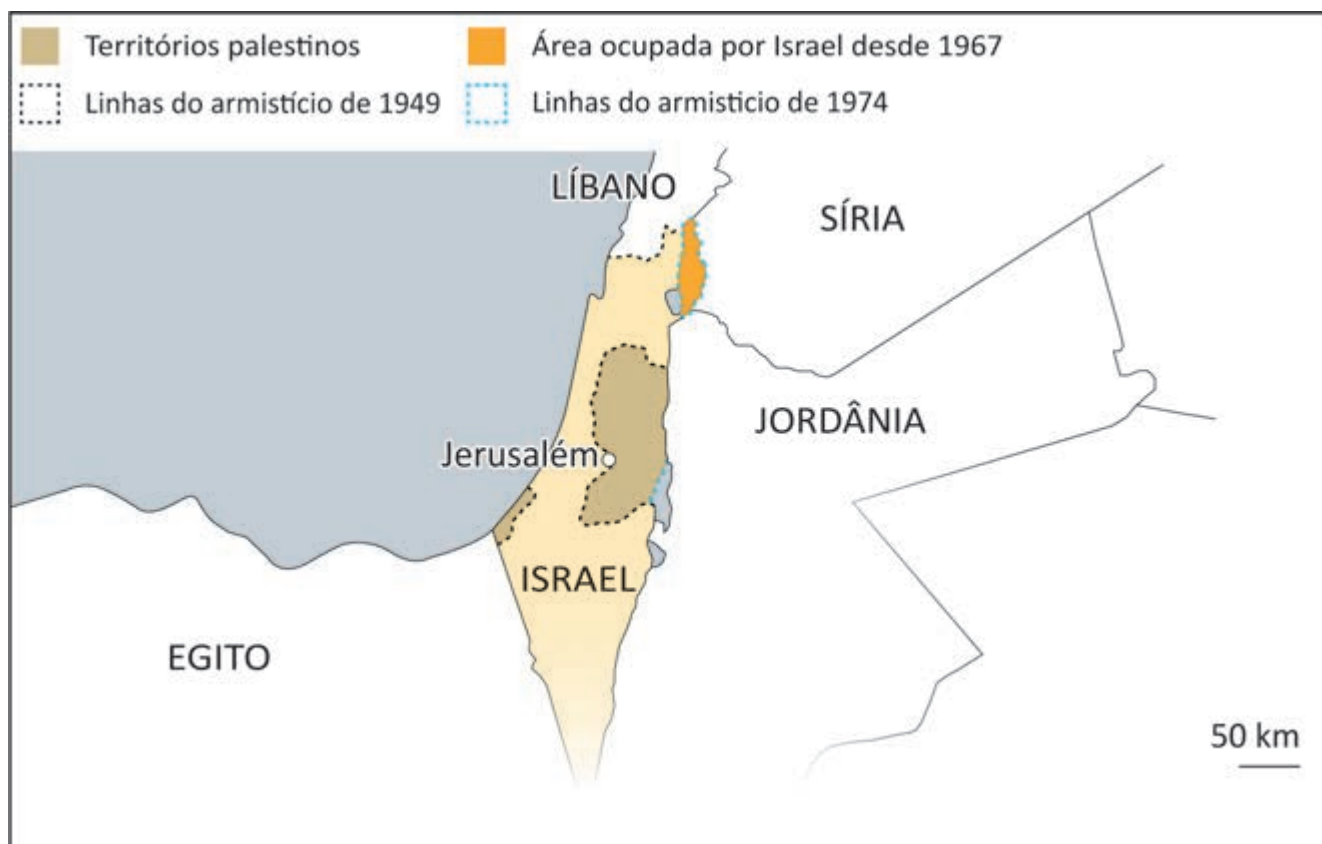 Territórios palestinos
Área ocupada por Israel desde 1967
Linhas do armistício de 1949
Linhas do armistício de 1974
LÍBANO
SÍRIA
JORDÂNIA
Jerusalém
ISRAEL
EGITO
50 km